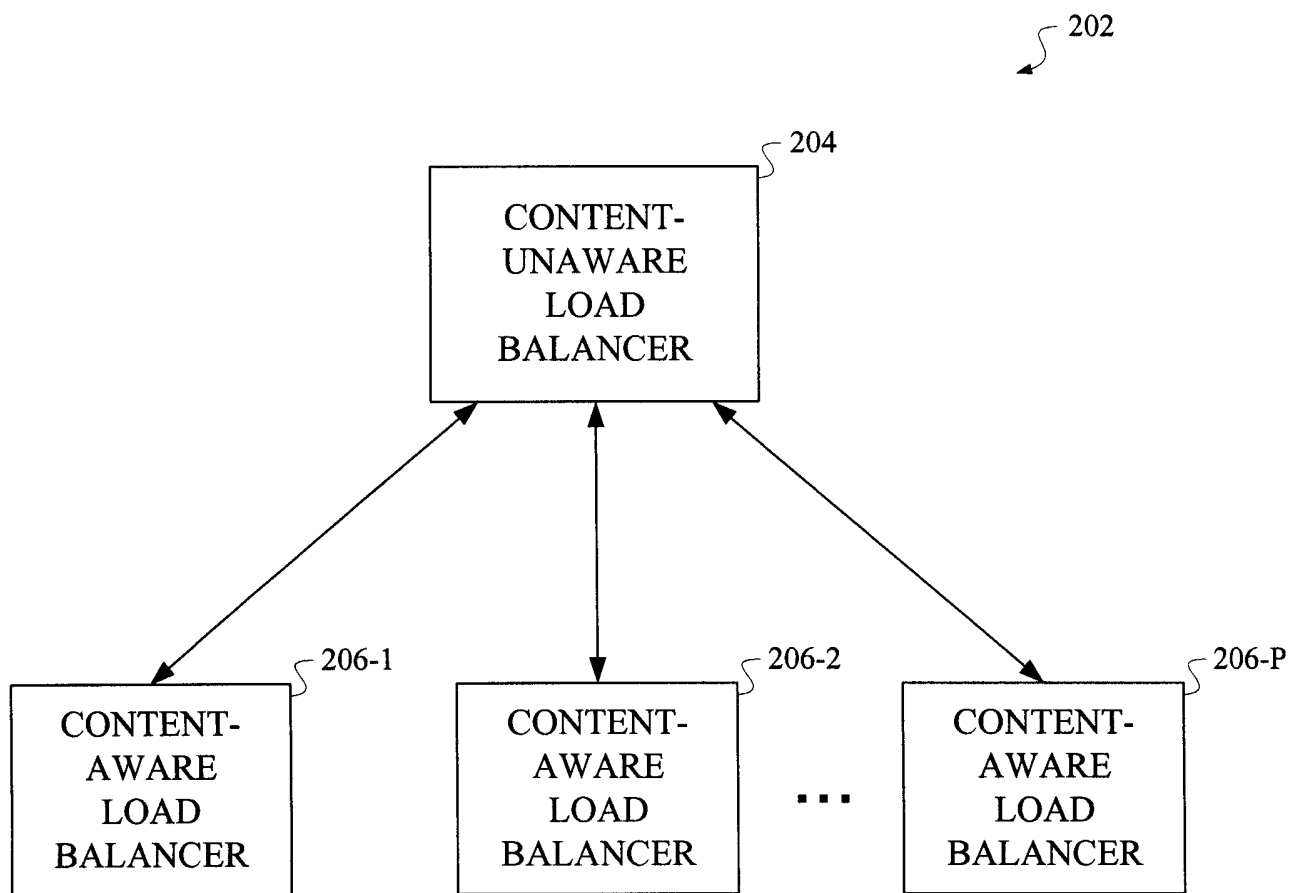 202
204
CONTENT-
UNAWARE
LOAD
BALANCER
206-1
CONTENT-
AWARE
LOAD
BALANCER
206-2
CONTENT-
AWARE
LOAD
BALANCER
...
206-P
CONTENT-
AWARE
LOAD
BALANCER